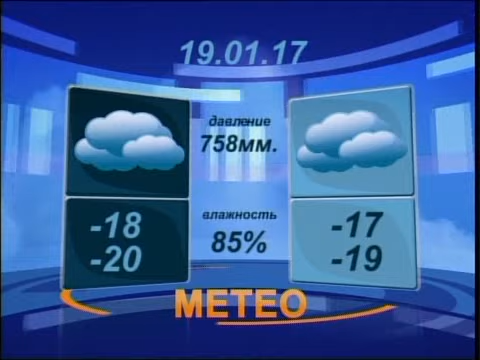 19.01.17
давление
758мм.
-18
-20
влажность
85%
-17
-19
МЕТЕО